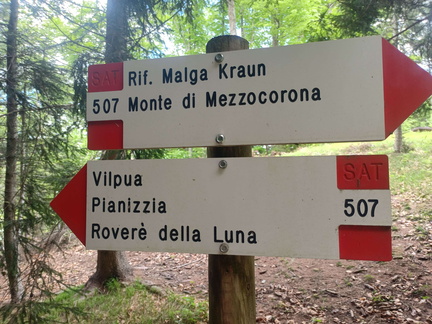 SAT Rif. Malga Kraun
507 Monte di Mezzocorona
Vilpua SAT
Pianizzia 507
Roverè della Luna